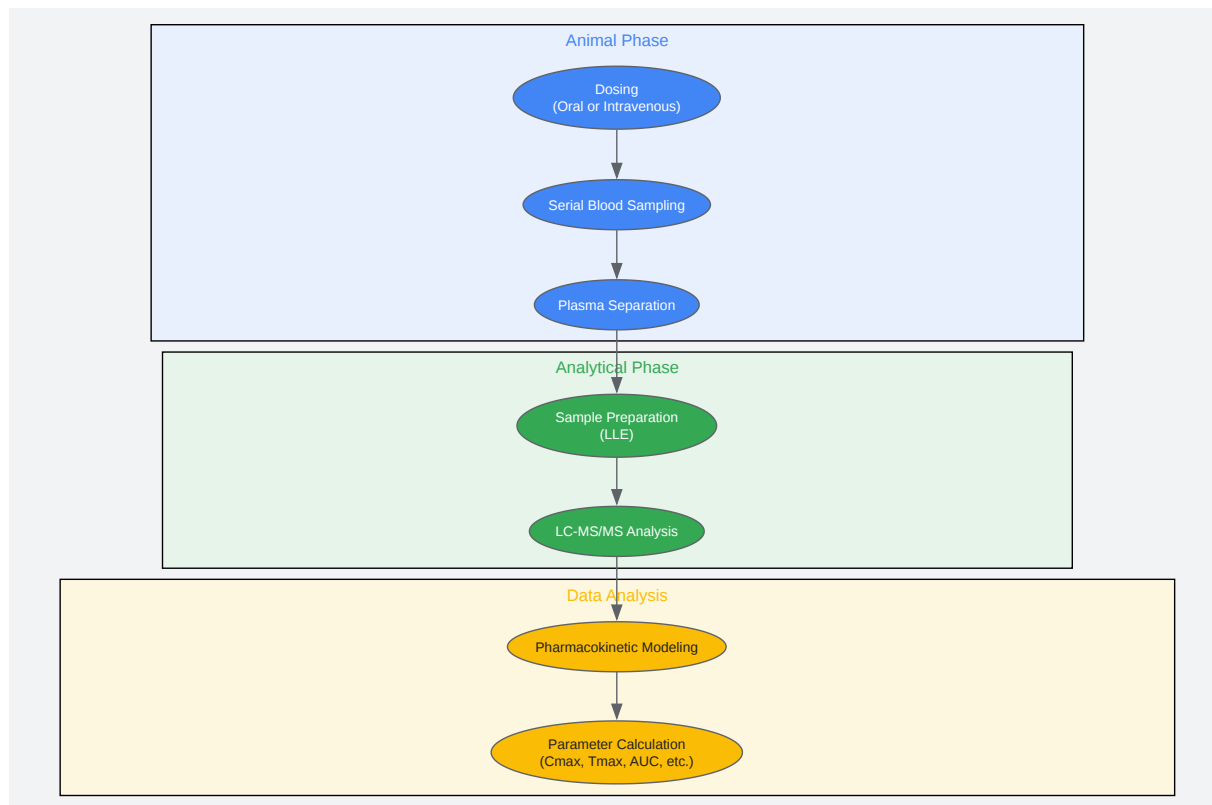 Animal Phase
Dosing
(Oral or Intravenous)
Serial Blood Sampling
Plasma Separation
Analytical Phase
Sample Preparation
(LLE)
LC-MS/MS Analysis
Data Analysis
Pharmacokinetic Modeling
Parameter Calculation
(Cmax, Tmax, AUC, etc.)